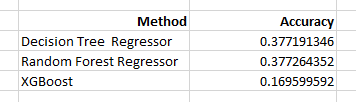 Method Accuracy
Decision Tree  Regressor 0.377191346
Random Forest Regressor 0.377264352
XGBoost 0.169599592